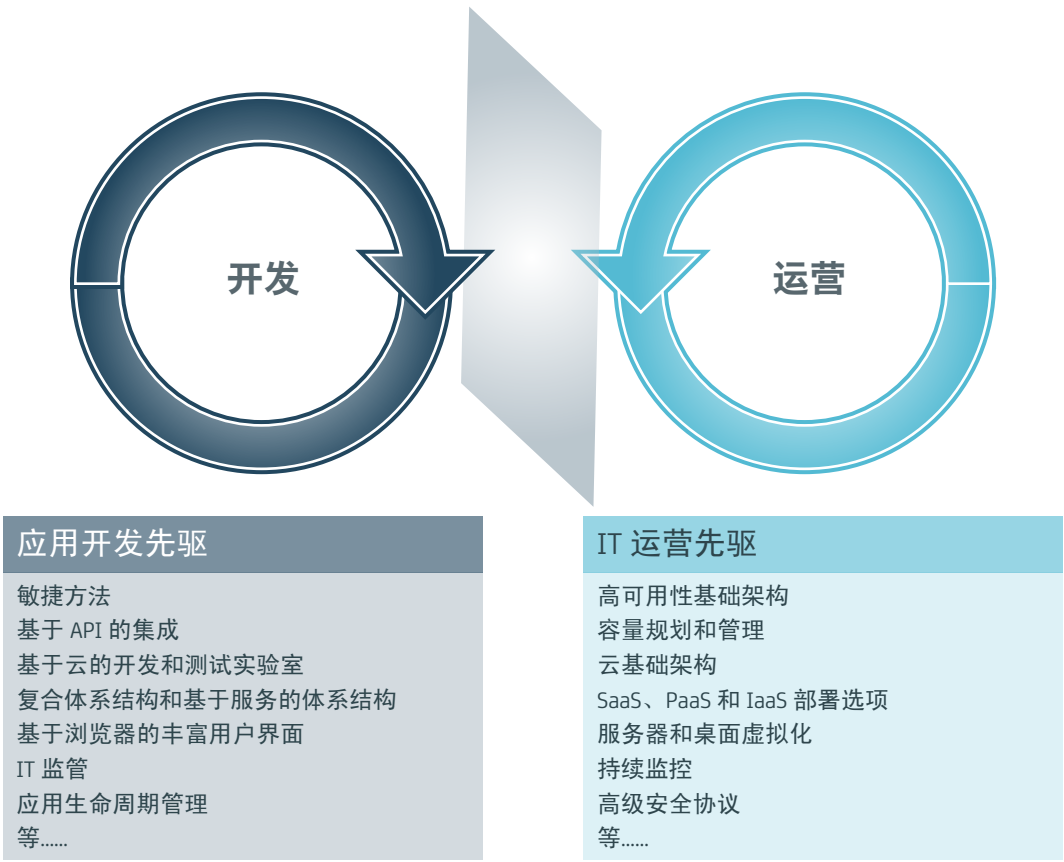 开发
运营
应用开发先驱
敏捷方法
基于 API 的集成
基于云的开发和测试实验室
复合体系结构和基于服务的体系结构
基于浏览器的丰富用户界面
IT 监管
应用生命周期管理
等......
IT 运营先驱
高可用性基础架构
容量规划和管理
云基础架构
SaaS、PaaS 和 IaaS 部署选项
服务器和桌面虚拟化
持续监控
高级安全协议
等......